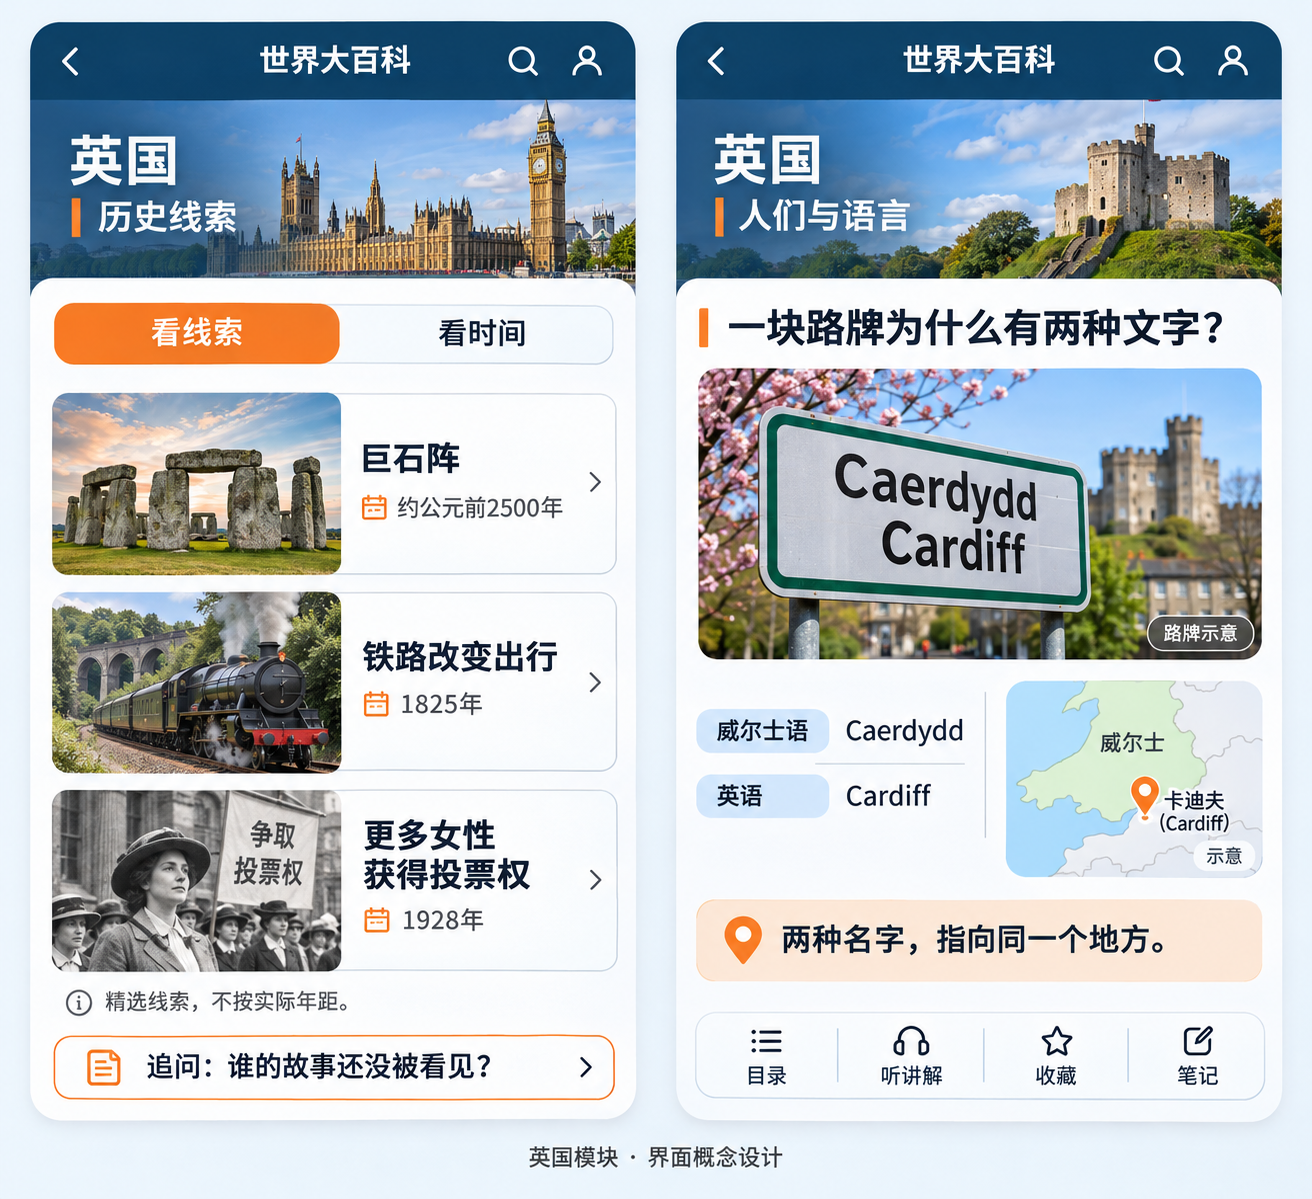 世界大百科
英国
历史线索
看线索
看时间
巨石阵
约公元前2500年
铁路改变出行
1825年
争取
投票权
更多女性
获得投票权
1928年
精选线索，不按实际年距。
追问：谁的故事还没被看见？
世界大百科
英国
人们与语言
一块路牌为什么有两种文字？
Caerdydd
Cardiff
路牌示意
威尔士语 Caerdydd
英语 Cardiff
威尔士
卡迪夫
(Cardiff)
示意
两种名字，指向同一个地方。
目录
听讲解
收藏
笔记
英国模块 · 界面概念设计